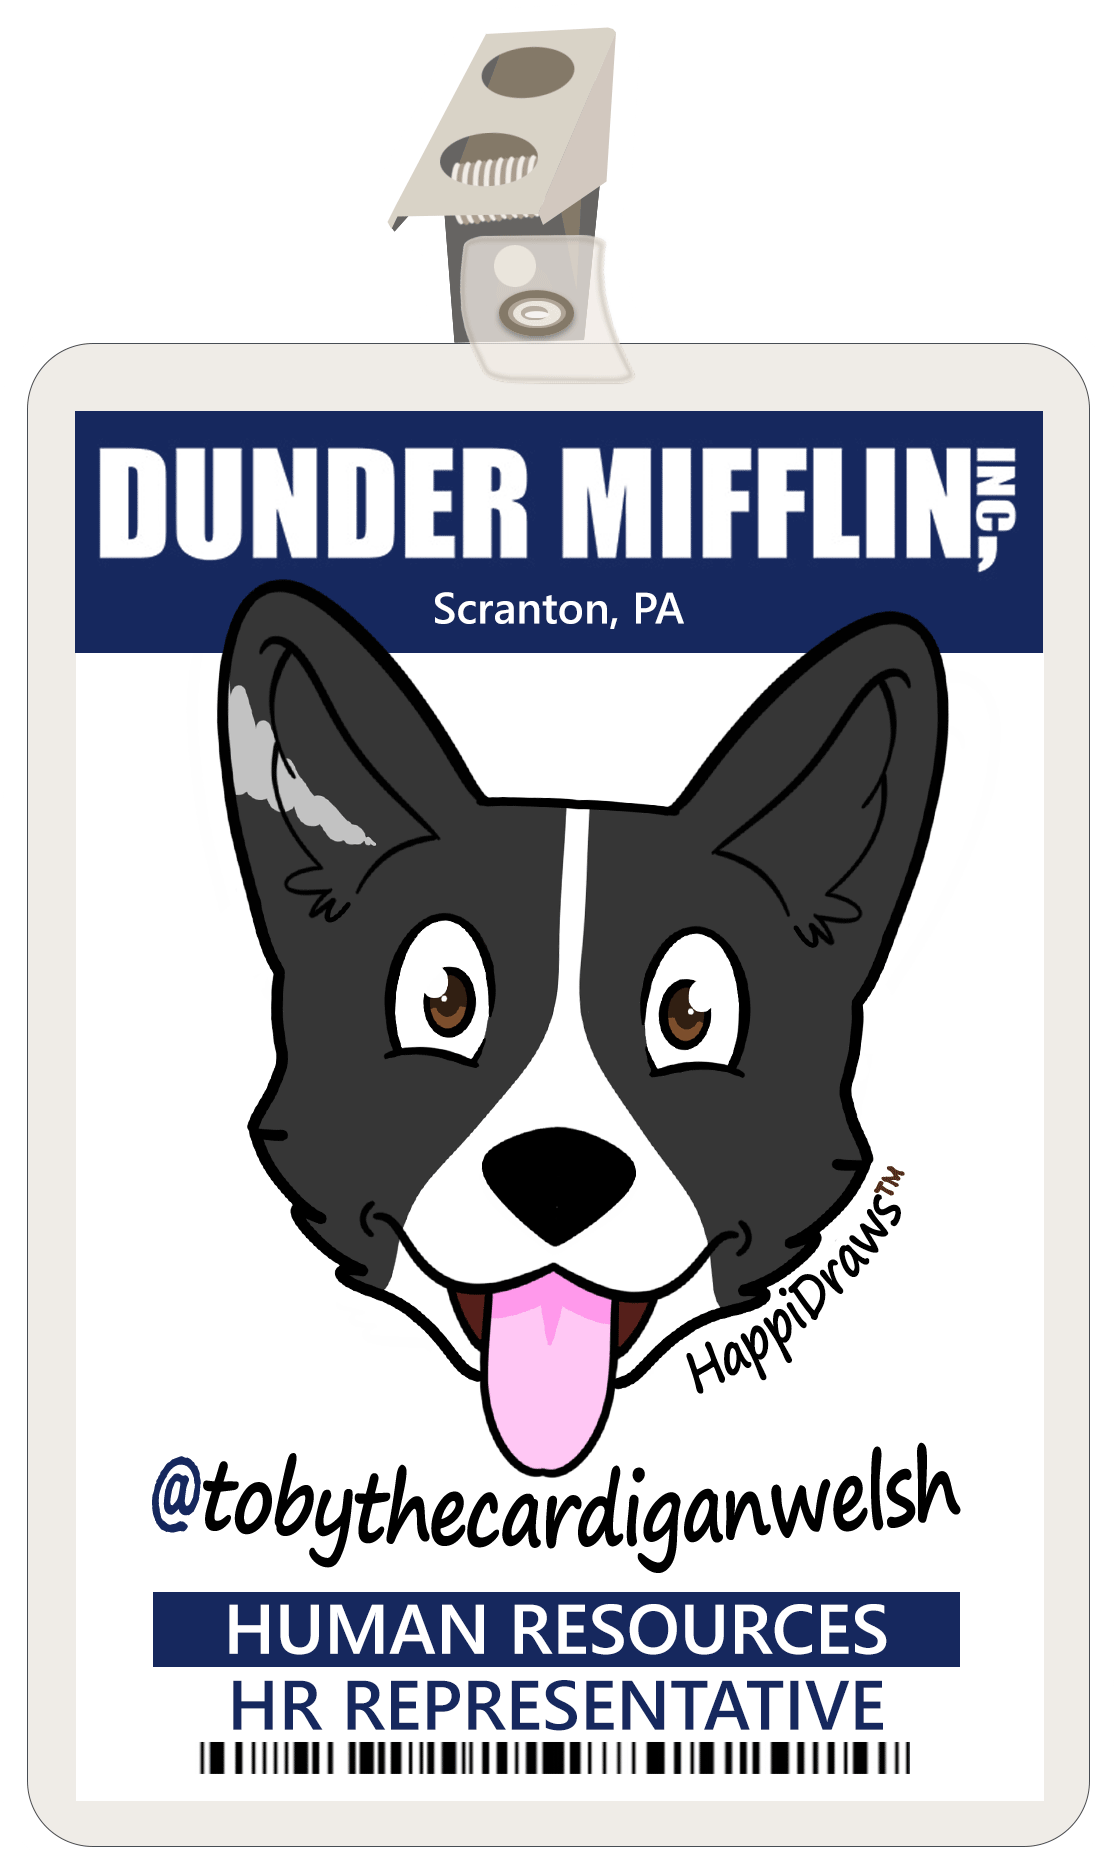 DUNDER MIFFLIN INC,
Scranton, PA
HappiDraws™
@tobythecardiganwelsh
HUMAN RESOURCES
HR REPRESENTATIVE